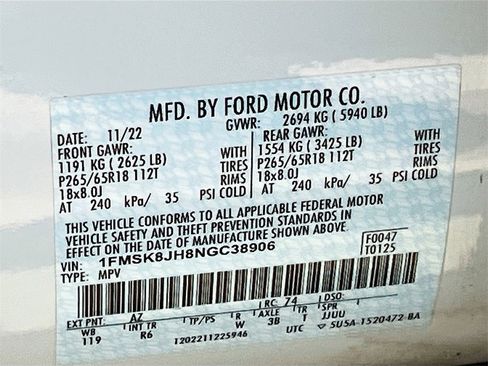 MFD. BY FORD MOTOR CO.
DATE: 11/22 GVWR: 2694 KG ( 5940 LB)
FRONT GAWR: REAR GAWR:
1191 KG ( 2625 LB) WITH 1554 KG ( 3425 LB) WITH
P265/65R18 112T TIRES P265/65R18 112T TIRES
18x8.0J RIMS 18x8.0J RIMS
AT 240 kPa/ 35 PSI COLD AT 240 kPa/ 35 PSI COLD
THIS VEHICLE CONFORMS TO ALL APPLICABLE FEDERAL MOTOR
VEHICLE SAFETY AND THEFT PREVENTION STANDARDS IN
EFFECT ON THE DATE OF MANUFACTURE SHOWN ABOVE.
VIN: 1FMSK8JH8NGC38906 F0047
TYPE: MPV T0125
EXT PNT: AZ RC: 74 DSO:
WB INT TR TP/PS R AXLE TR SPR
119 R6 W 3B T JJUU
1202211225946 UTC 5U5A-1520472-BA